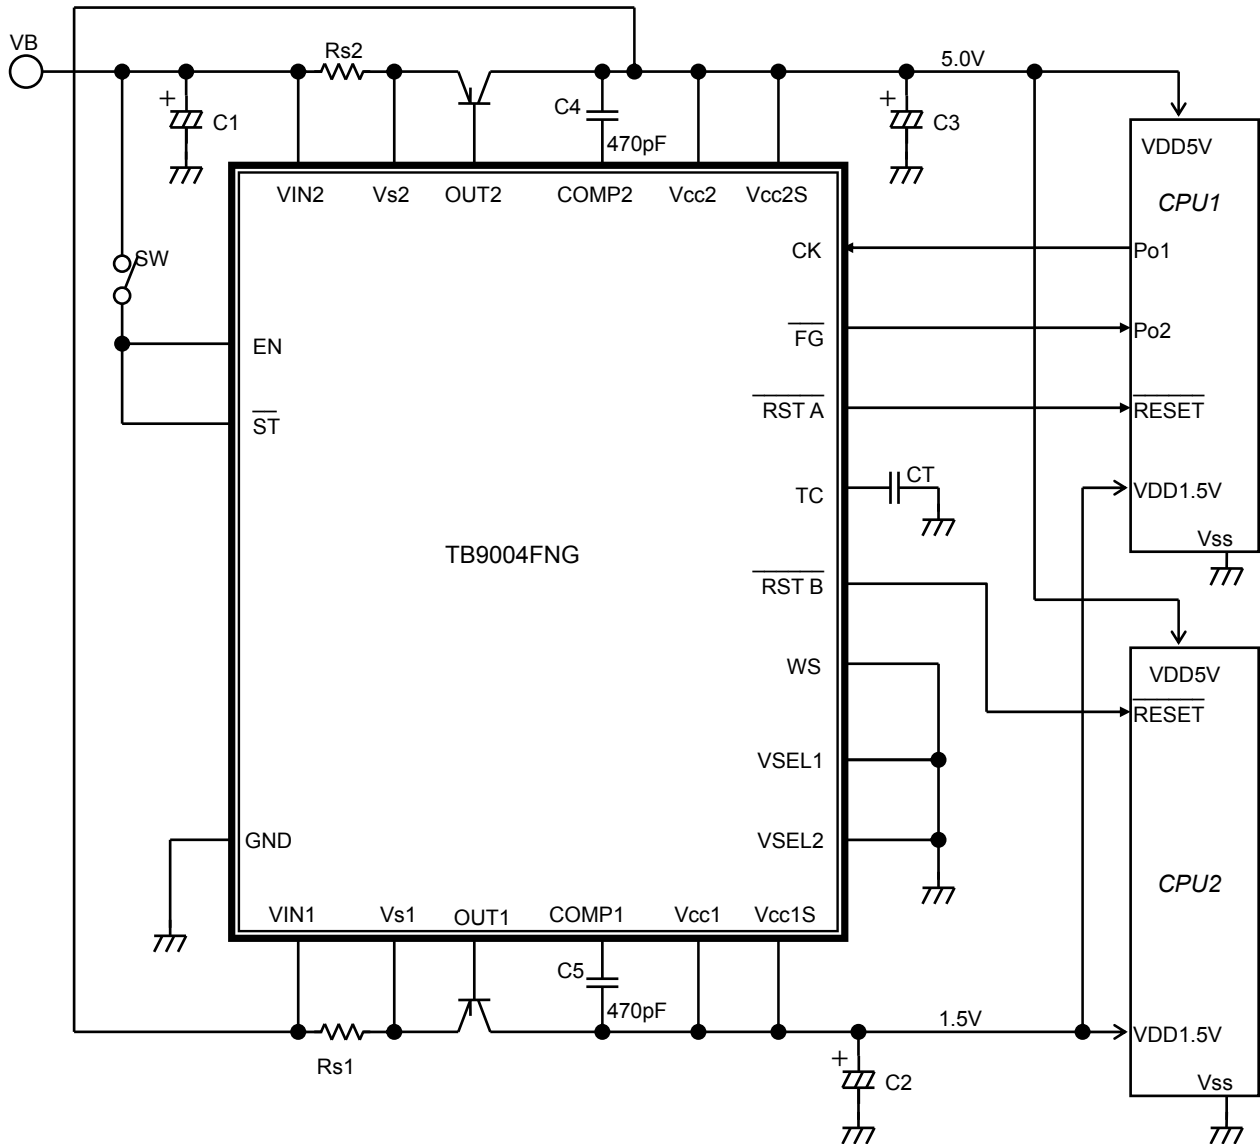 VB
Rs2
5.0V
+
C1
C4
470pF
+
C3
VDD5V
CPU1
VIN2 Vs2 OUT2 COMP2 Vcc2 Vcc2S
SW
CK
Po1
EN
FG
Po2
ST
RST A
RESET
TC
CT
VDD1.5V
Vss
TB9004FNG
RST B
WS
VDD5V
RESET
VSEL1
GND
VSEL2
CPU2
VIN1 Vs1 OUT1 COMP1 Vcc1 Vcc1S
C5
470pF
1.5V
VDD1.5V
Rs1
+
C2
Vss